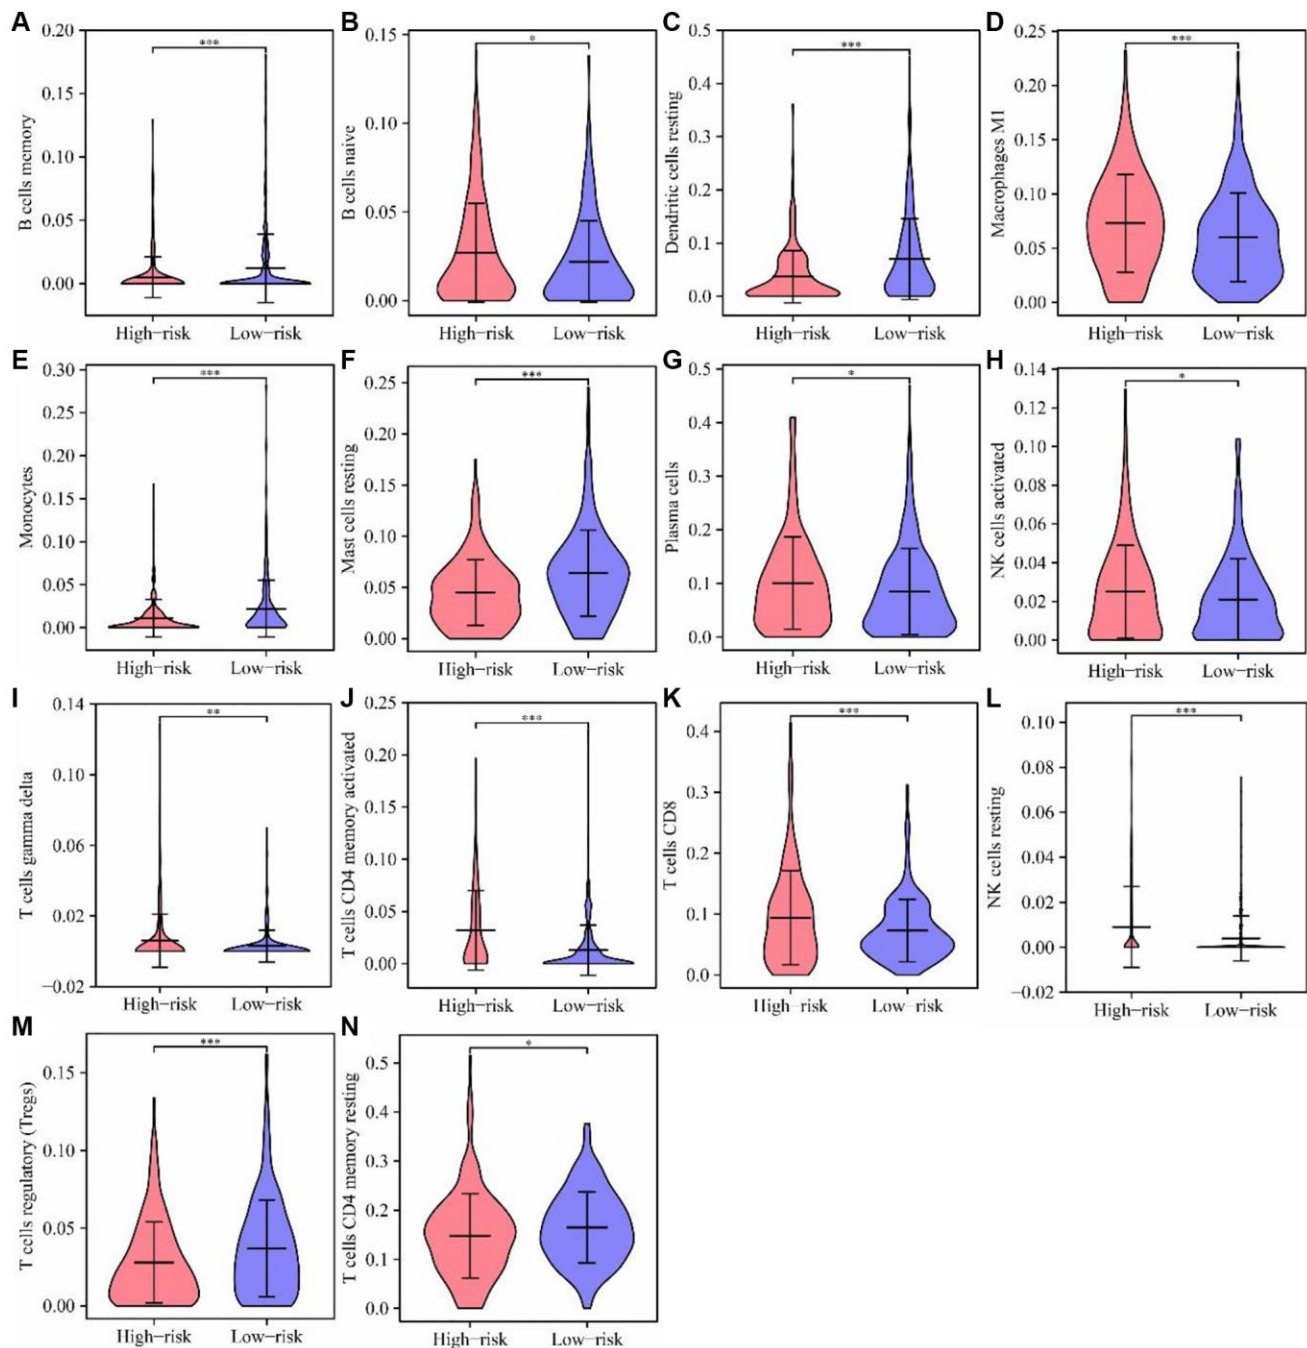 A
B cells memory
0.20
0.15
0.10
0.05
0.00
***
High−risk Low−risk
B
B cells naive
0.15
0.10
0.05
0.00
*
High−risk Low−risk
C
Dendritic cells resting
0.5
0.4
0.3
0.2
0.1
0.0
***
High−risk Low−risk
D
Macrophages M1
0.25
0.20
0.15
0.10
0.05
0.00
***
High−risk Low−risk
E
Monocytes
0.30
0.25
0.20
0.15
0.10
0.05
0.00
***
High−risk Low−risk
F
Mast cells resting
0.25
0.20
0.15
0.10
0.05
0.00
***
High−risk Low−risk
G
Plasma cells
0.5
0.4
0.3
0.2
0.1
0.0
*
High−risk Low−risk
H
NK cells activated
0.14
0.12
0.10
0.08
0.06
0.04
0.02
0.00
*
High−risk Low−risk
I
T cells gamma delta
0.14
0.10
0.06
0.02
−0.02
**
High−risk Low−risk
J
T cells CD4 memory activated
0.25
0.20
0.15
0.10
0.05
0.00
***
High−risk Low−risk
K
T cells CD8
0.4
0.3
0.2
0.1
0.0
***
High−risk Low−risk
L
NK cells resting
0.10
0.08
0.06
0.04
0.02
0.00
−0.02
***
High−risk Low−risk
M
T cells regulatory (Tregs)
0.15
0.10
0.05
0.00
***
High−risk Low−risk
N
T cells CD4 memory resting
0.5
0.4
0.3
0.2
0.1
0.0
*
High−risk Low−risk